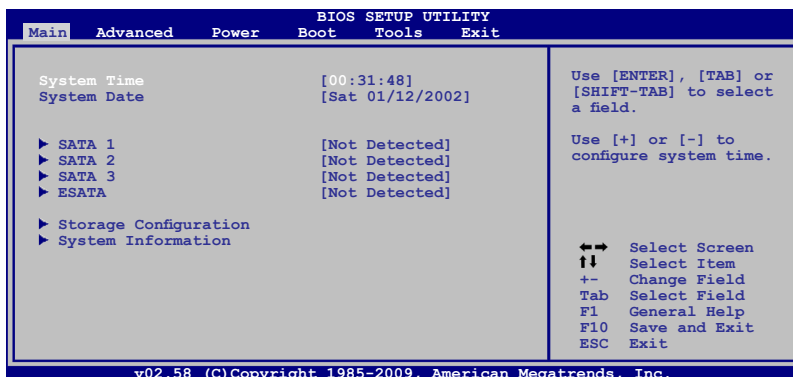 BIOS SETUP UTILITY
Main Advanced Power Boot Tools Exit
System Time [00:31:48]
System Date [Sat 01/12/2002]
SATA 1 [Not Detected]
SATA 2 [Not Detected]
SATA 3 [Not Detected]
ESATA [Not Detected]
Storage Configuration
System Information
Use [ENTER], [TAB] or
[SHIFT-TAB] to select
a field.
Use [+] or [-] to
configure system time.
←→ Select Screen
↑↓ Select Item
+- Change Field
Tab Select Field
F1 General Help
F10 Save and Exit
ESC Exit
v02.58 (C)Copyright 1985-2009, American Megatrends, Inc.